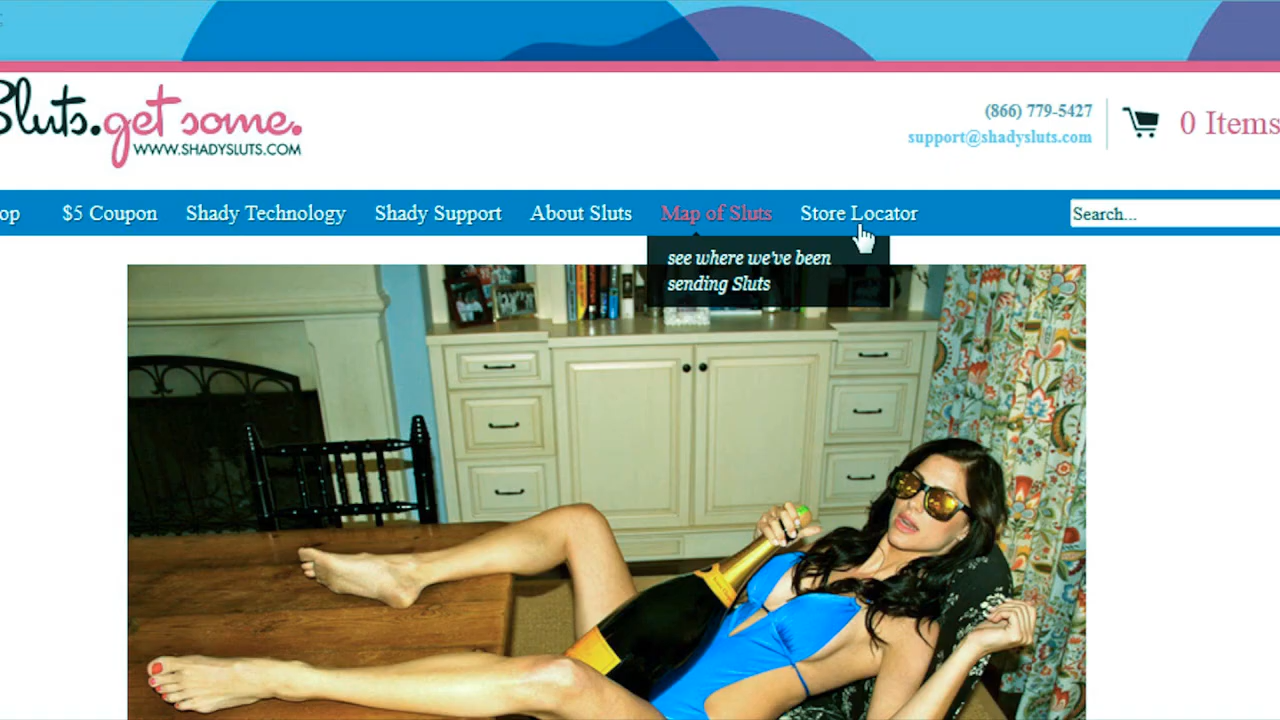 Sluts. get some.
WWW.SHADYSLUTS.COM
(866) 779-5427
support@shadysluts.com
0 Items
op $5 Coupon Shady Technology Shady Support About Sluts Map of Sluts Store Locator Search...
see where we've been
sending Sluts